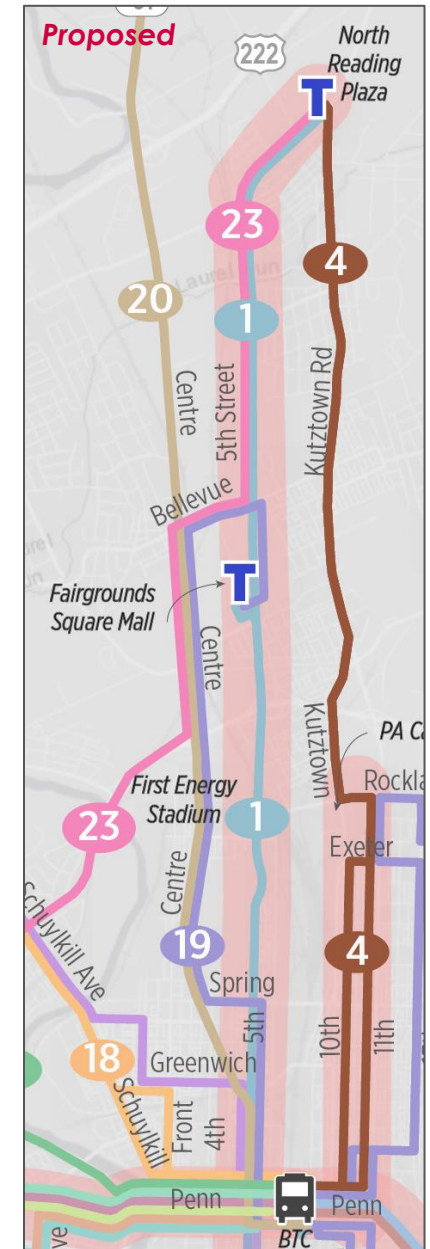 Proposed
222
North
Reading
Plaza
T
23
4
20
1
Centre
5th Street
Kutztown Rd
Bellevue
T
Fairgrounds
Square Mall
Centre
Kutztown
PA
Rockla
First Energy
Stadium
23
1
Exeter
Centre
Schuylkill Ave
19
4
Spring
5th
10th
11th
18
Greenwich
Schuylkill
Front
4th
Penn
Penn
BTC